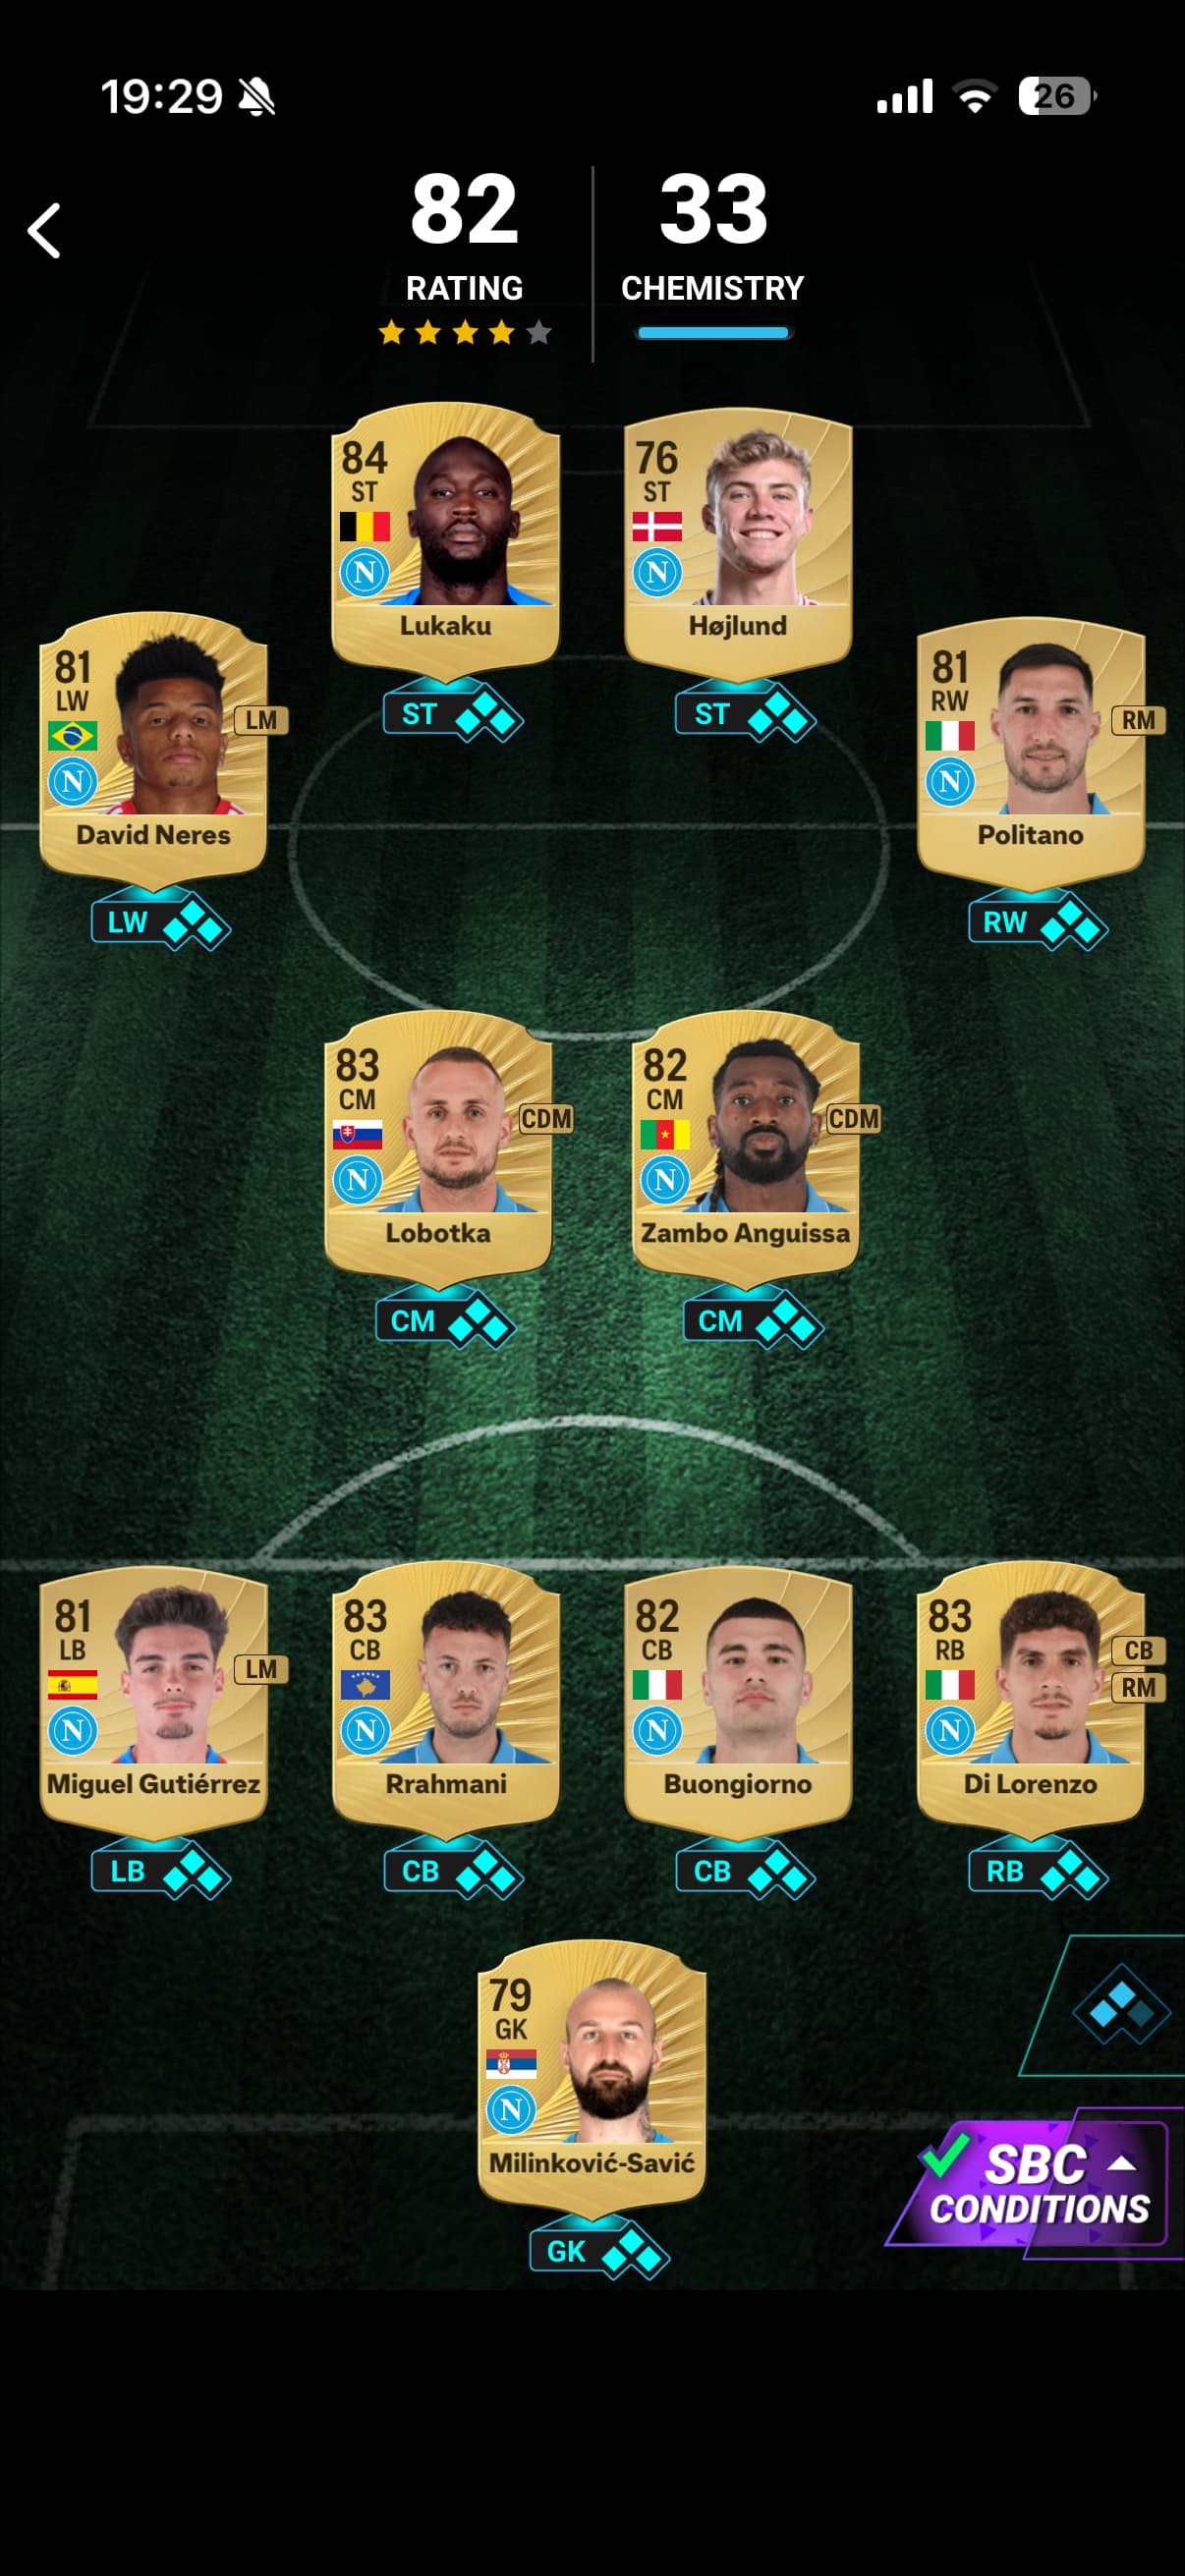 19:29
26
82
33
RATING
CHEMISTRY
84
ST
N
Lukaku
ST
76
ST
N
Højlund
ST
81
LW
LM
N
David Neres
LW
81
RW
RM
N
Politano
RW
83
CM
CDM
N
Lobotka
CM
82
CM
CDM
N
Zambo Anguissa
CM
81
LB
LM
N
Miguel Gutiérrez
LB
83
CB
N
Rrahmani
CB
82
CB
N
Buongiorno
CB
83
RB
CB
RM
N
Di Lorenzo
RB
79
GK
N
Milinković-Savić
GK
SBC
CONDITIONS